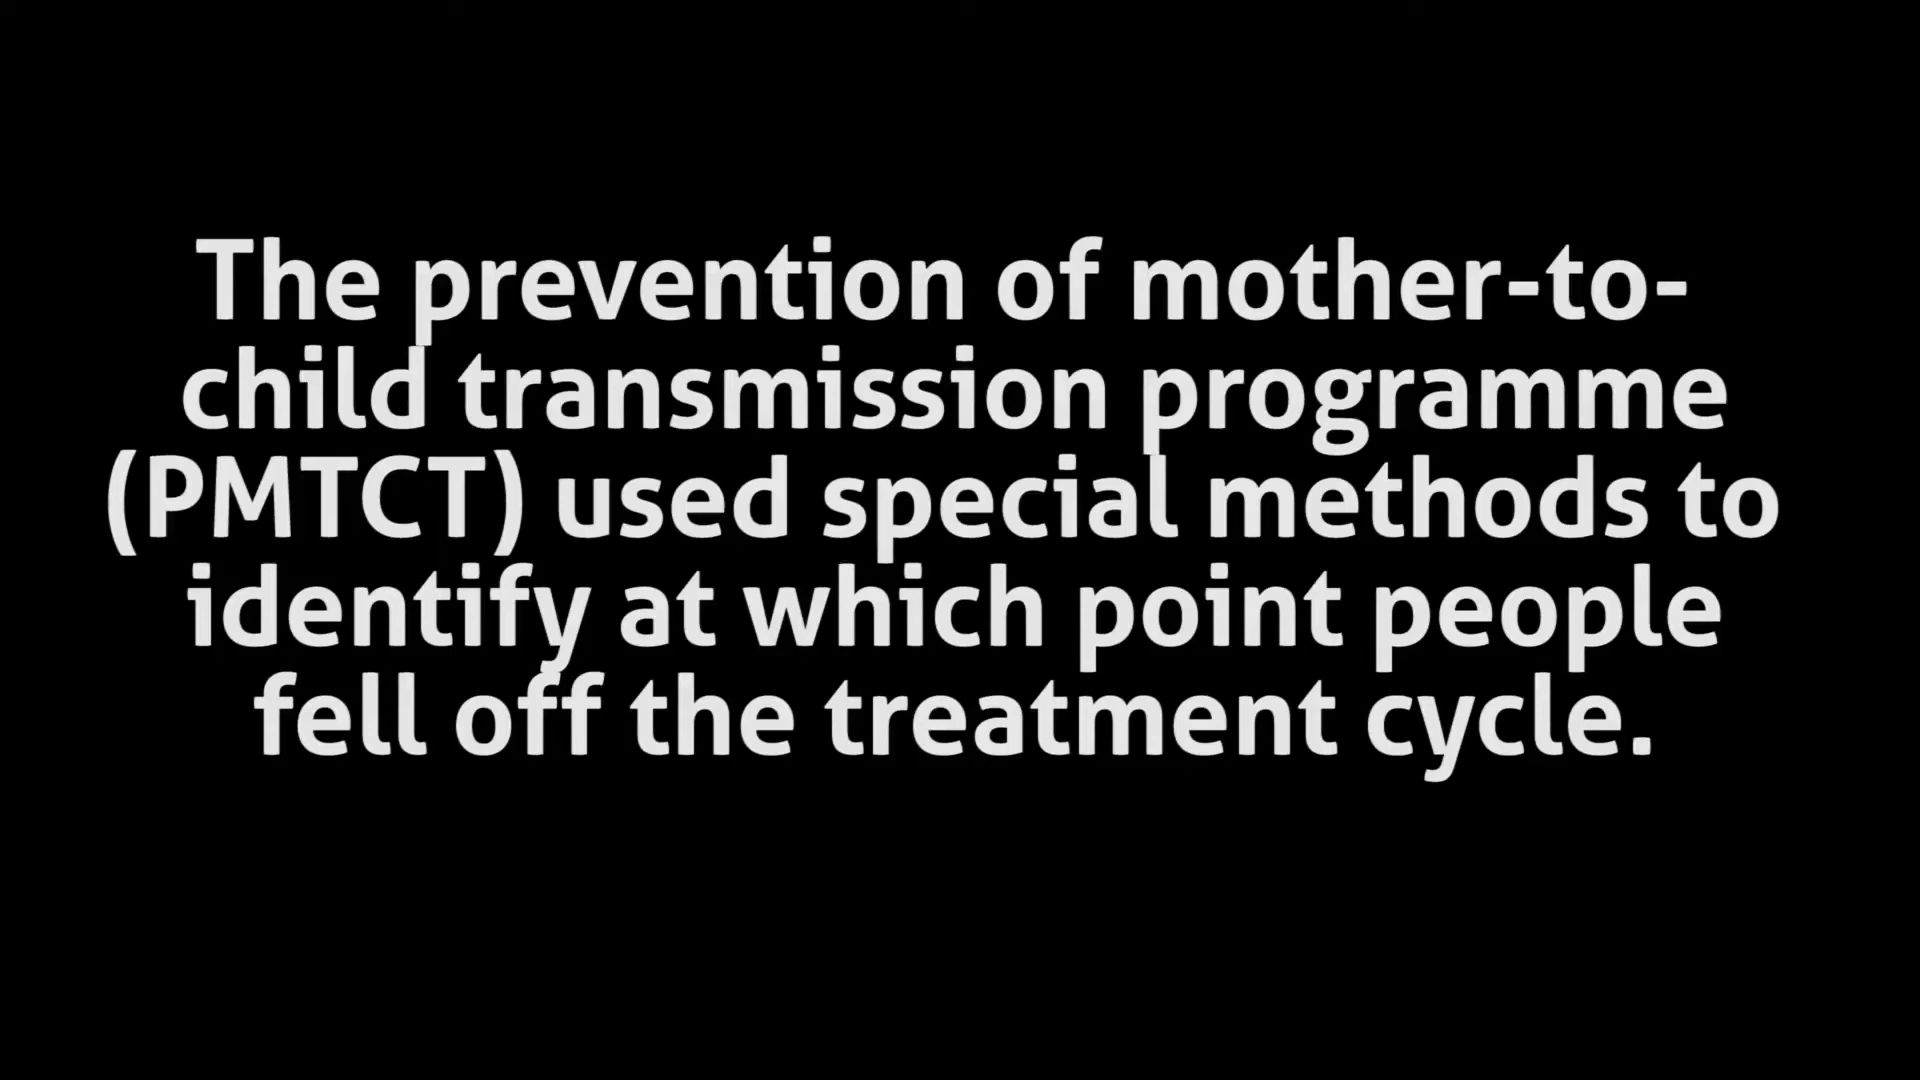 The prevention of mother-to-
child transmission programme
(PMTCT) used special methods to
identify at which point people
fell off the treatment cycle.